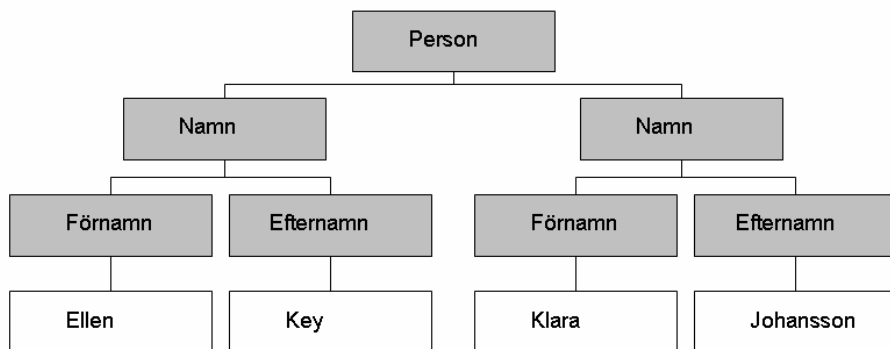 Person
Namn Namn
Förnamn Efternamn Förnamn Efternamn
Ellen Key Klara Johansson